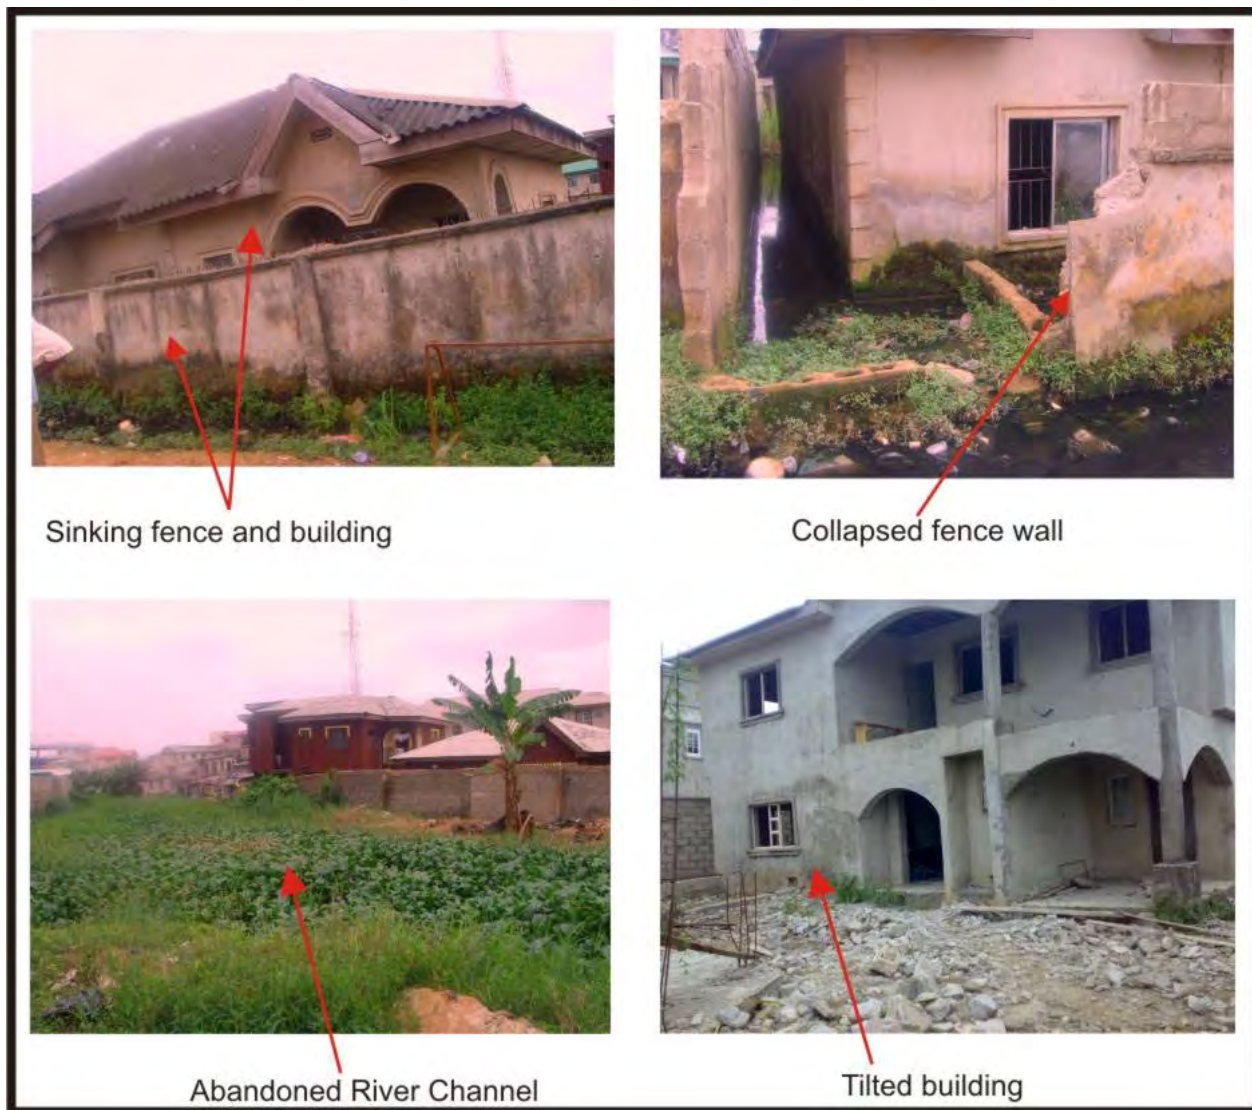 Sinking fence and building
Collapsed fence wall
Abandoned River Channel
Tilted building